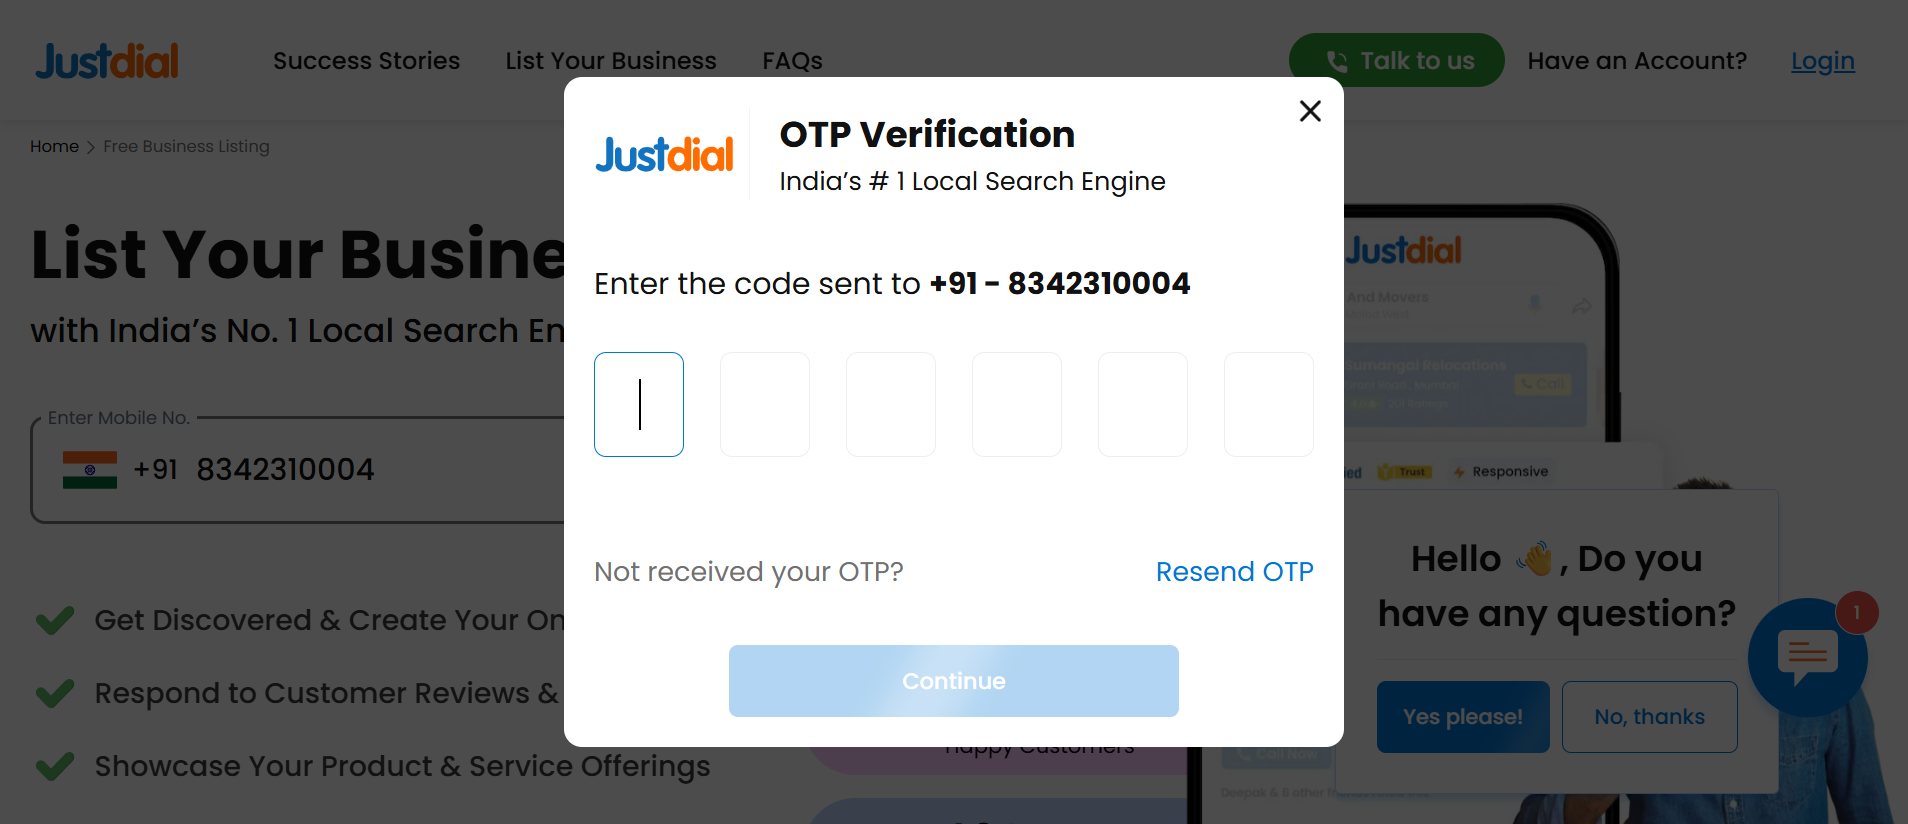 Justdial
Success Stories
List Your Business
FAQs
Talk to us
Have an Account?
Login
Home > Free Business Listing
List Your Busine
with India's No. 1 Local Search En
Enter Mobile No.
+91 8342310004
Get Discovered & Create Your On
Respond to Customer Reviews &
Showcase Your Product & Service Offerings
Justdial
OTP Verification
India's # 1 Local Search Engine
Enter the code sent to +91 - 8342310004
Not received your OTP?
Resend OTP
Continue
Happy Customers
Justdial
And Movers
Sumangal Relocations
Call
Trust
Responsive
Hello 👋, Do you
have any question?
1
Yes please!
No, thanks
Call Now
Deepak & 6 other